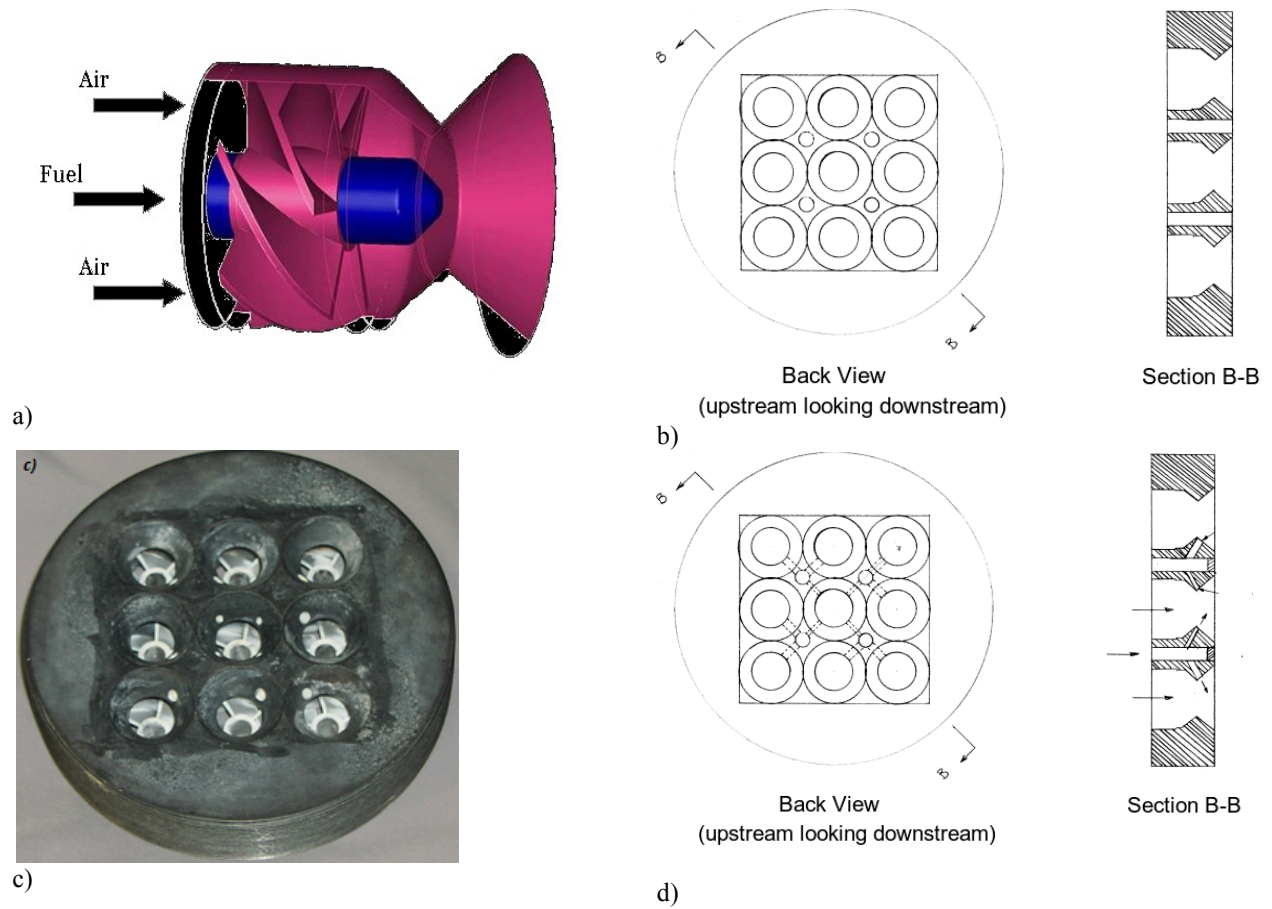 Air
Fuel
Air
a)
B
B
Back View
(upstream looking downstream)
Section B-B
b)
c)
c)
B
B
Back View
(upstream looking downstream)
Section B-B
d)